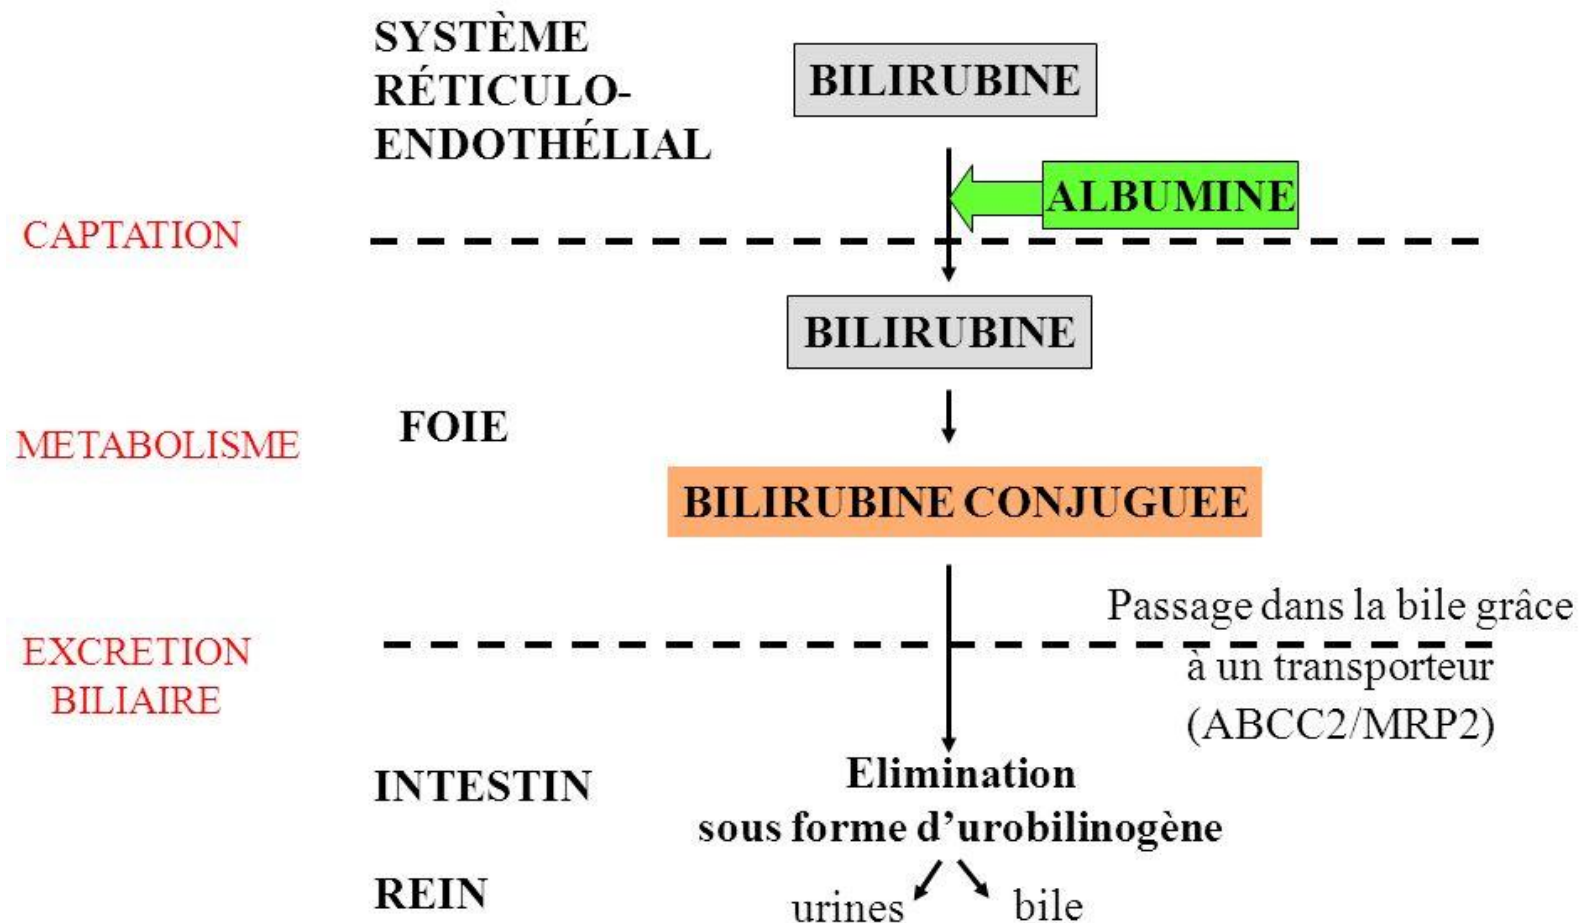 SYSTÈME
RÉTICULO-
ENDOTHÉLIAL
BILIRUBINE
ALBUMINE
CAPTATION
BILIRUBINE
METABOLISME
FOIE
BILIRUBINE CONJUGUEE
Passage dans la bile grâce
à un transporteur
(ABCC2/MRP2)
EXCRETION
BILIAIRE
INTESTIN
Elimination
sous forme d’urobilinogène
REIN
urines
bile